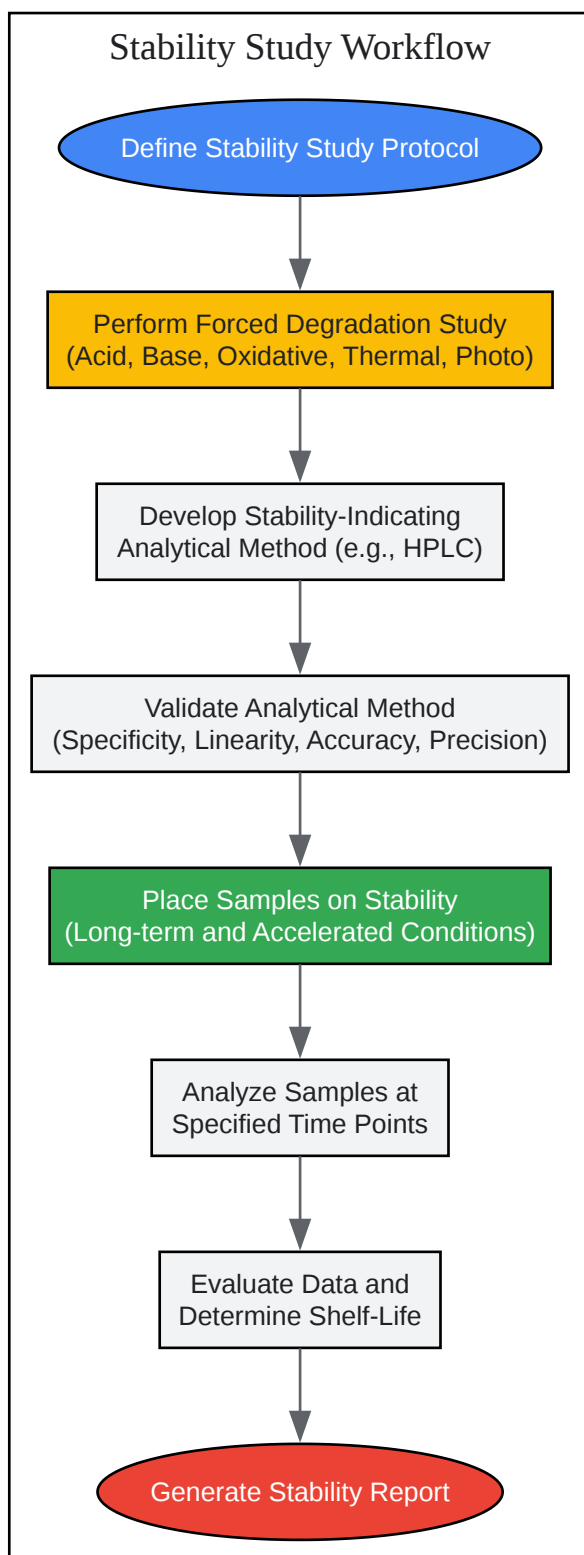 Stability Study Workflow
Define Stability Study Protocol
Perform Forced Degradation Study
(Acid, Base, Oxidative, Thermal, Photo)
Develop Stability-Indicating
Analytical Method (e.g., HPLC)
Validate Analytical Method
(Specificity, Linearity, Accuracy, Precision)
Place Samples on Stability
(Long-term and Accelerated Conditions)
Analyze Samples at
Specified Time Points
Evaluate Data and
Determine Shelf-Life
Generate Stability Report